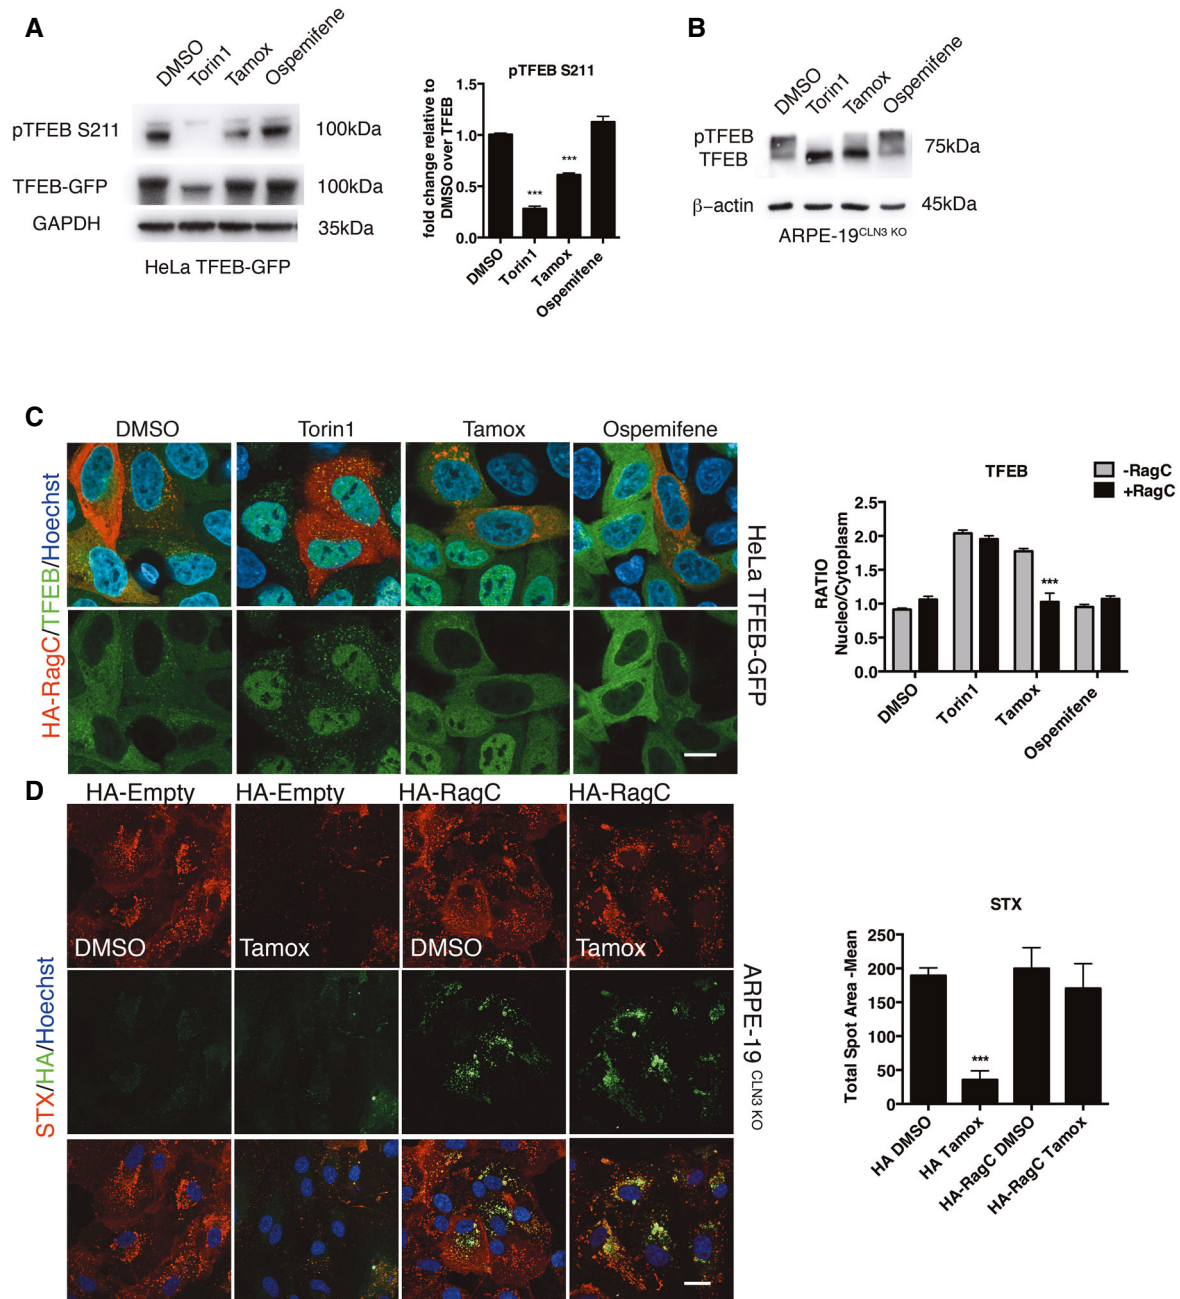 A
DMSO
Torin1
Tamox
Ospemifene
pTFEB S211
100kDa
TFEB-GFP
100kDa
GAPDH
35kDa
HeLa TFEB-GFP
pTFEB S211
fold change relative to
DMSO over TFEB
1.5
1.0
0.5
0.0
***
***
DMSO
Torin1
Tamox
Ospemifene
B
DMSO
Torin1
Tamox
Ospemifene
pTFEB
TFEB
75kDa
β-actin
45kDa
ARPE-19CLN3 KO
C
DMSO
Torin1
Tamox
Ospemifene
HA-RagC/TFEB/Hoechst
HeLa TFEB-GFP
TFEB
-RagC
+RagC
RATIO
Nucleo/Cytoplasm
2.5
2.0
1.5
1.0
0.5
0.0
***
DMSO
Torin1
Tamox
Ospemifene
D
HA-Empty
HA-Empty
HA-RagC
HA-RagC
DMSO
Tamox
DMSO
Tamox
STX/HA/Hoechst
ARPE-19 CLN3 KO
STX
Total Spot Area -Mean
250
200
150
100
50
0
***
HA DMSO
HA Tamox
HA-RagC DMSO
HA-RagC Tamox